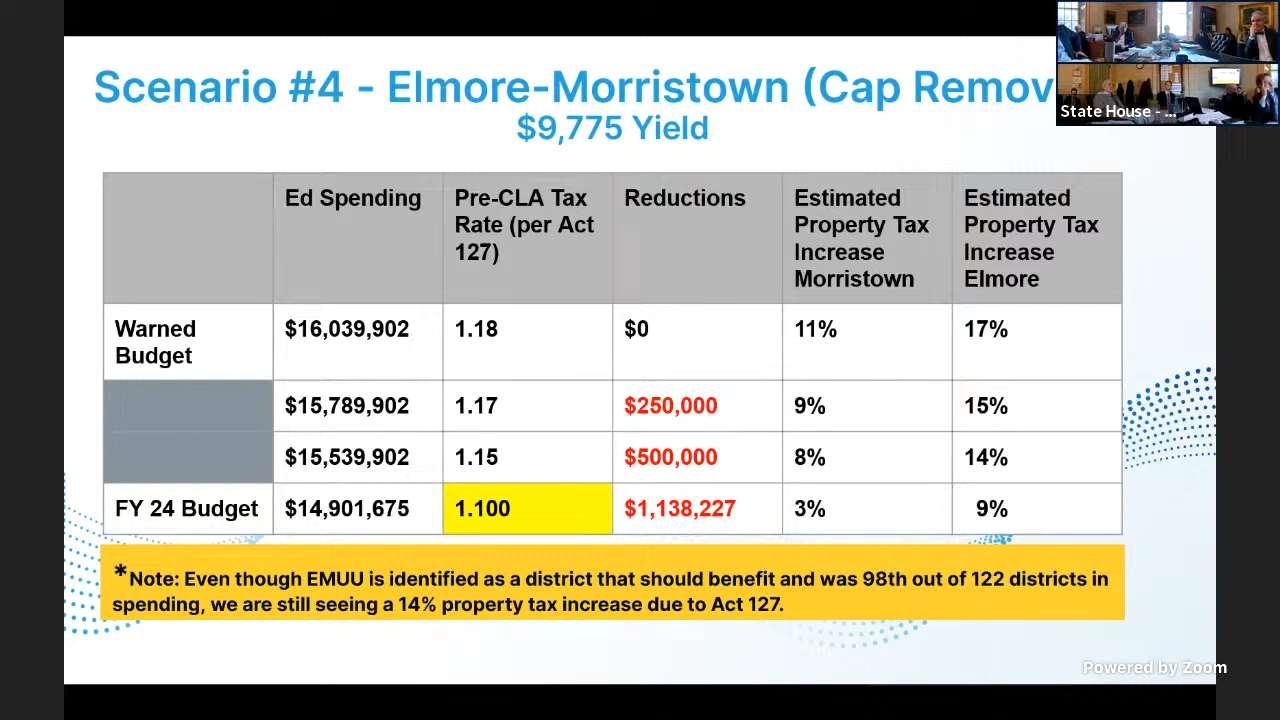 Scenario #4 - Elmore-Morristown (Cap Remov
$9,775 Yield
State House - ...
Ed Spending
Pre-CLA Tax
Rate (per Act
127)
Reductions
Estimated
Property Tax
Increase
Morristown
Estimated
Property Tax
Increase
Elmore
Warned
Budget
$16,039,902
1.18
$0
11%
17%
$15,789,902
1.17
$250,000
9%
15%
$15,539,902
1.15
$500,000
8%
14%
FY 24 Budget
$14,901,675
1.100
$1,138,227
3%
9%
*Note: Even though EMUU is identified as a district that should benefit and was 98th out of 122 districts in
spending, we are still seeing a 14% property tax increase due to Act 127.
Powered by Zoom